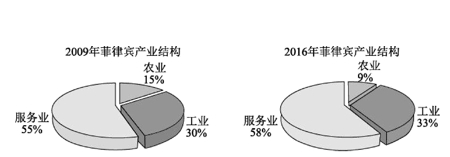 2009年菲律宾产业结构
农业
15%
服务业
55%
工业
30%
2016年菲律宾产业结构
农业
9%
服务业
58%
工业
33%